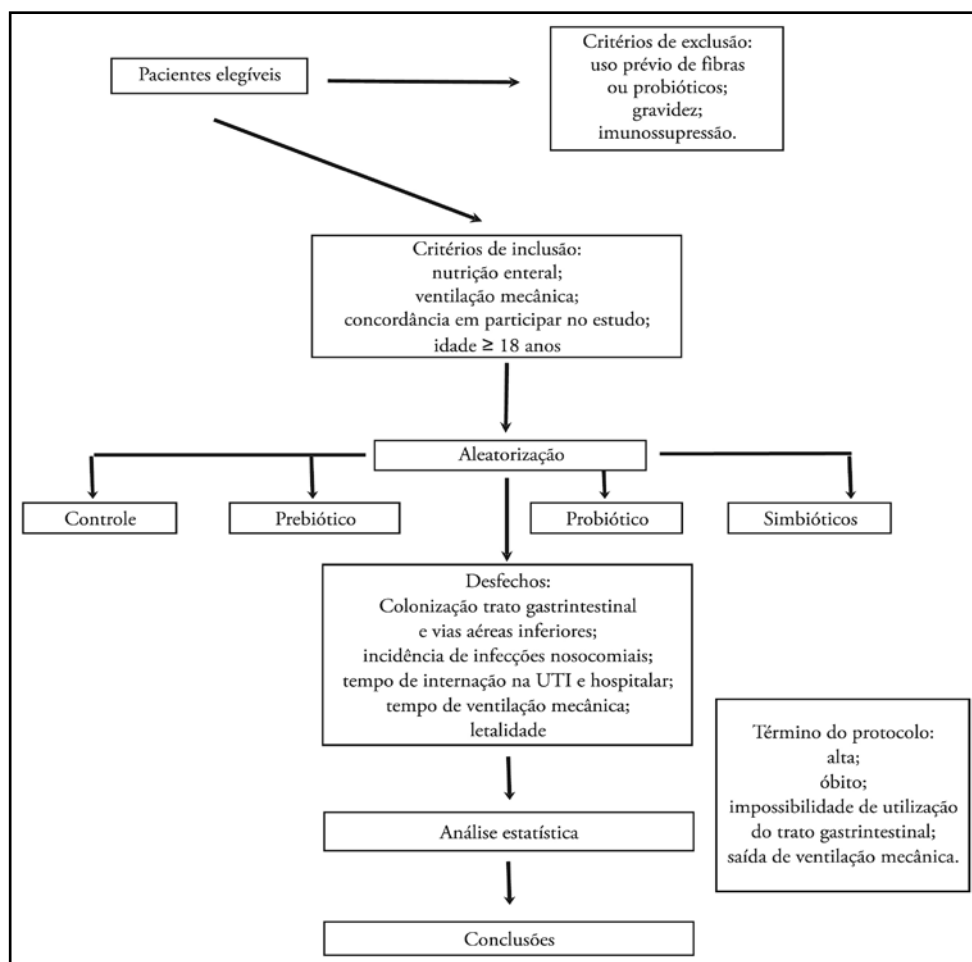 Pacientes elegíveis
Critérios de exclusão:
uso prévio de fibras
ou probióticos;
gravidez;
imunossupressão.
Critérios de inclusão:
nutrição enteral;
ventilação mecânica;
concordância em participar no estudo;
idade ≥ 18 anos
Aleatorização
Controle
Prebiótico
Probiótico
Simbióticos
Desfechos:
Colonização trato gastrintestinal
e vias aéreas inferiores;
incidência de infecções nosocomiais;
tempo de internação na UTI e hospitalar;
tempo de ventilação mecânica;
letalidade
Término do protocolo:
alta;
óbito;
impossibilidade de utilização
do trato gastrintestinal;
saída de ventilação mecânica.
Análise estatística
Conclusões